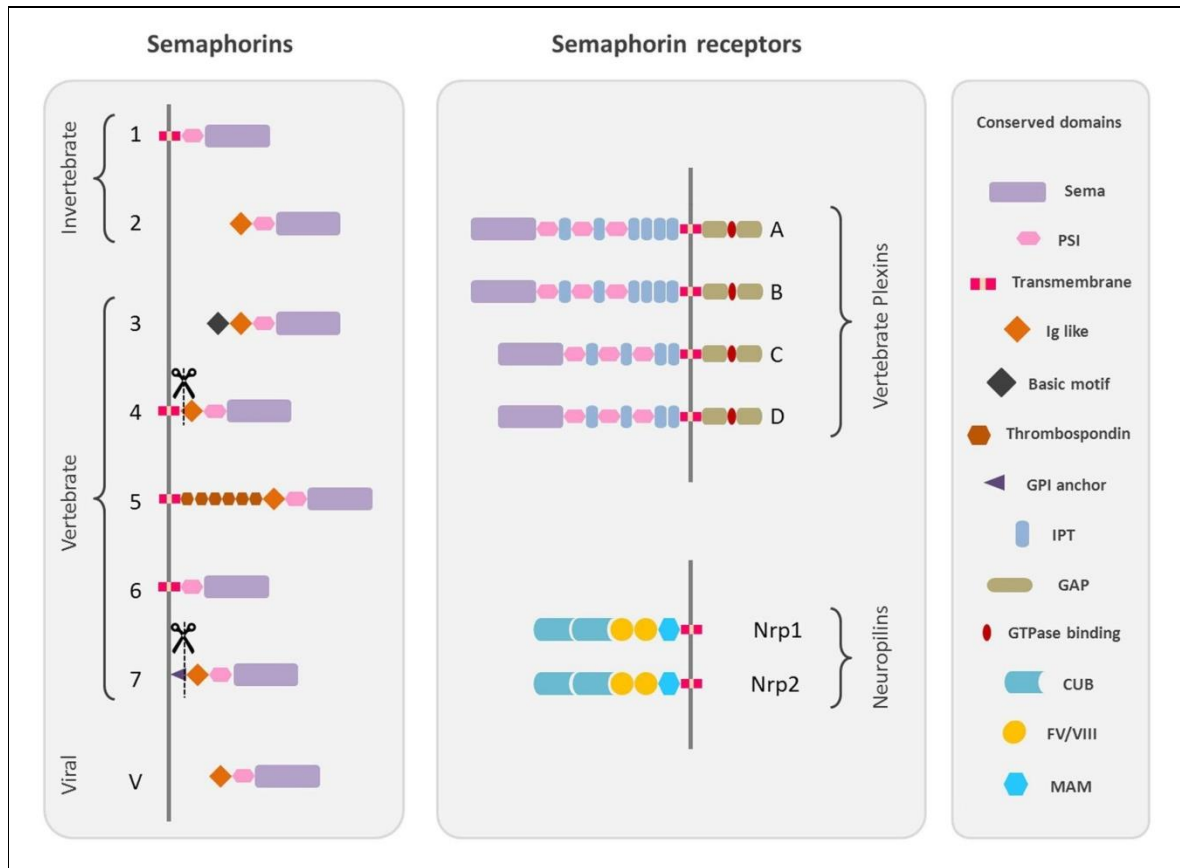 Semaphorins
Semaphorin receptors
Invertebrate
1
2
Vertebrate
3
4
5
6
7
Viral
V
A
B
C
D
Vertebrate Plexins
Nrp1
Nrp2
Neuropilins
Conserved domains
Sema
PSI
Transmembrane
Ig like
Basic motif
Thrombospondin
GPI anchor
IPT
GAP
GTPase binding
CUB
FV/VIII
MAM